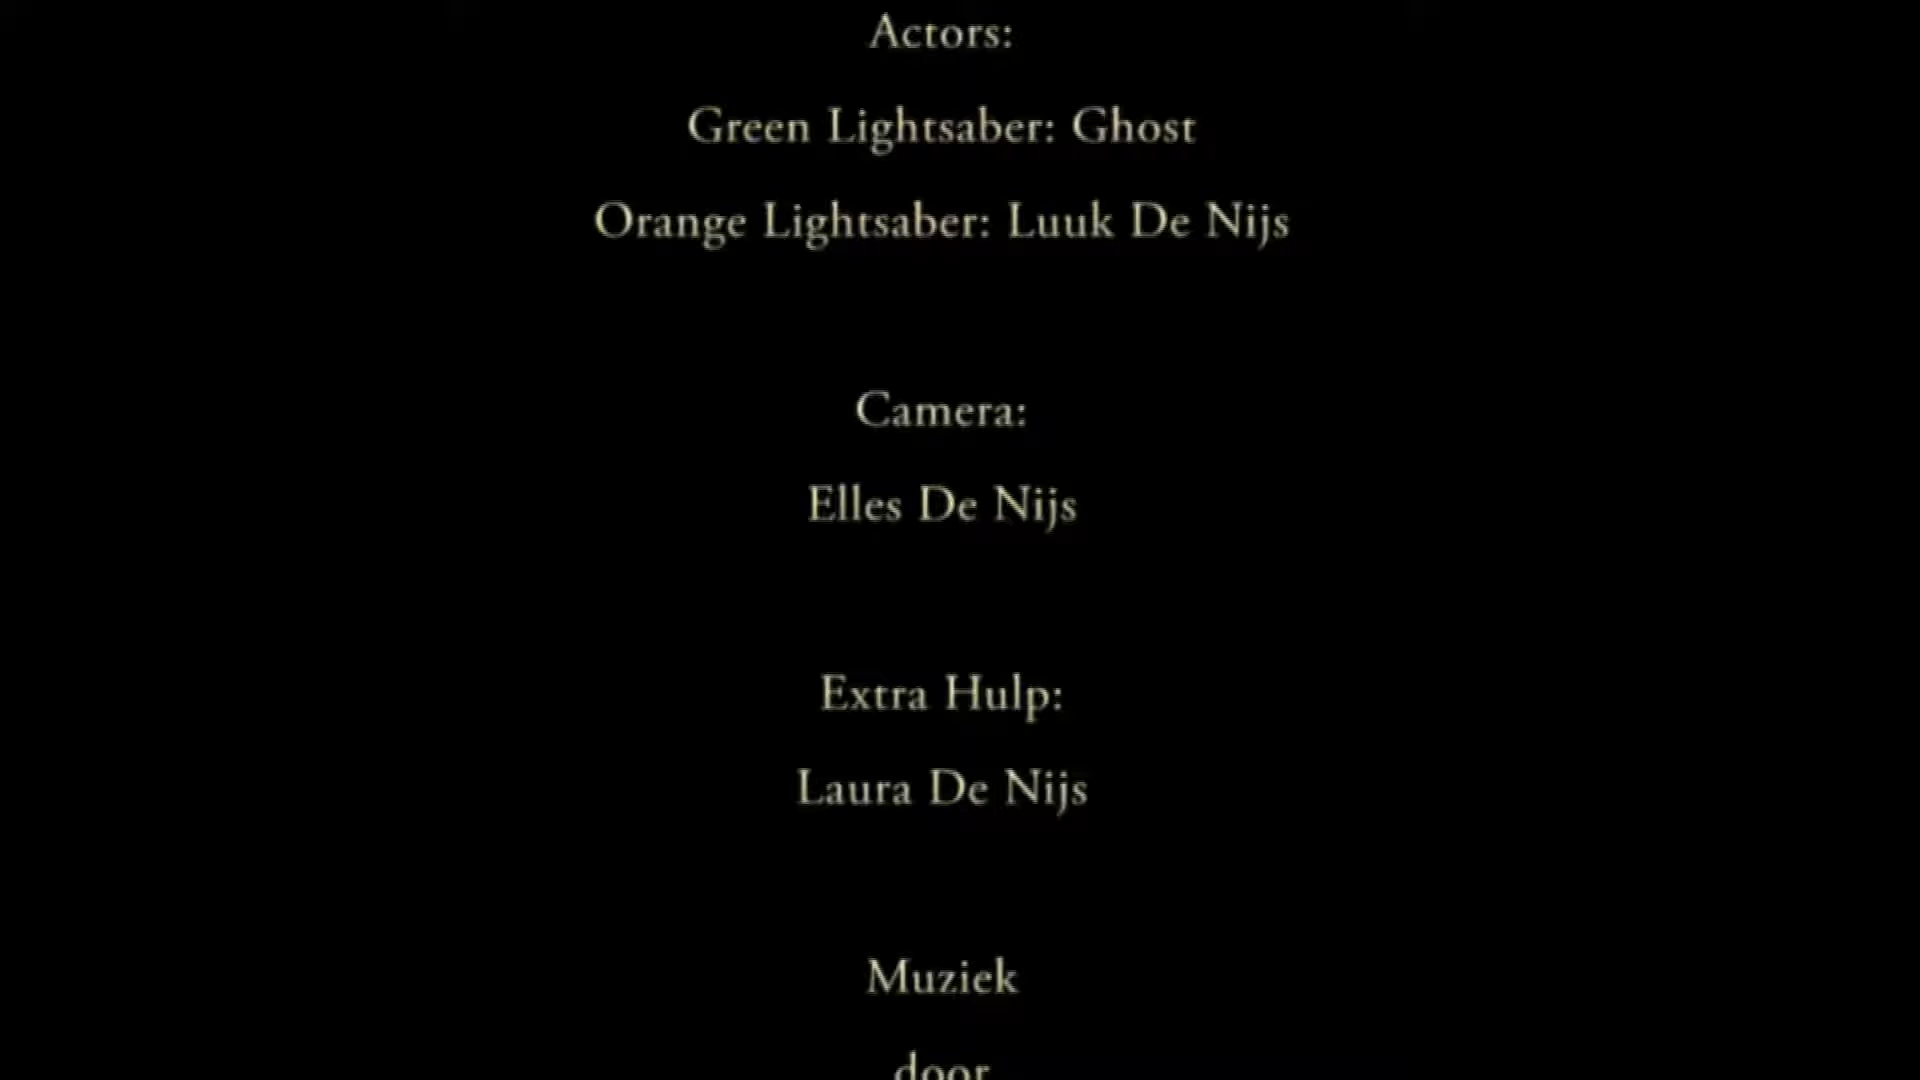 Actors:
Green Lightsaber: Ghost
Orange Lightsaber: Luuk De Nijs
Camera:
Elles De Nijs
Extra Hulp:
Laura De Nijs
Muziek
door